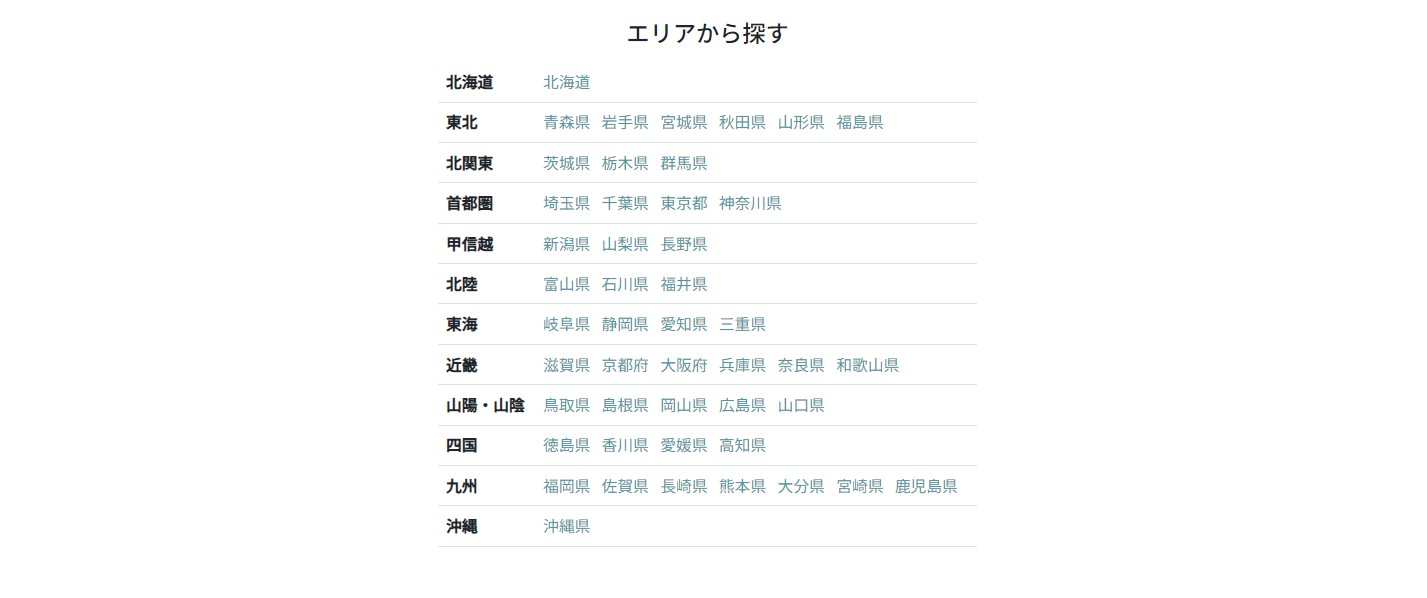 エリアから探す
北海道 北海道
東北 青森県 岩手県 宮城県 秋田県 山形県 福島県
北関東 茨城県 栃木県 群馬県
首都圏 埼玉県 千葉県 東京都 神奈川県
甲信越 新潟県 山梨県 長野県
北陸 富山県 石川県 福井県
東海 岐阜県 静岡県 愛知県 三重県
近畿 滋賀県 京都府 大阪府 兵庫県 奈良県 和歌山県
山陽・山陰 鳥取県 島根県 岡山県 広島県 山口県
四国 徳島県 香川県 愛媛県 高知県
九州 福岡県 佐賀県 長崎県 熊本県 大分県 宮崎県 鹿児島県
沖縄 沖縄県